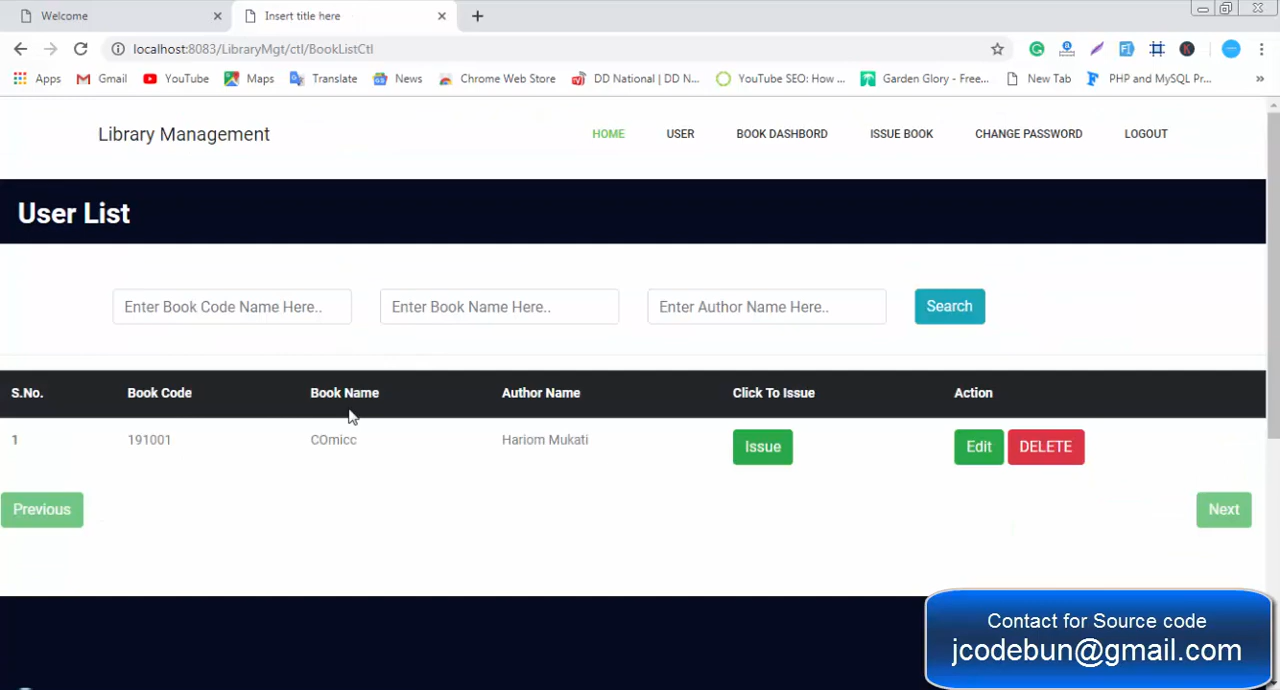 Welcome
Insert title here
localhost:8083/LibraryMgt/ctl/BookListCtl
Apps Gmail YouTube Maps Translate News Chrome Web Store DD National | DD N... YouTube SEO: How ... Garden Glory - Free... New Tab PHP and MySQL Pr...
Library Management HOME USER BOOK DASHBORD ISSUE BOOK CHANGE PASSWORD LOGOUT
User List
Enter Book Code Name Here.. Enter Book Name Here.. Enter Author Name Here.. Search
S.No. Book Code Book Name Author Name Click To Issue Action
1 191001 COmicc Hariom Mukati Issue Edit DELETE
Previous Next
Contact for Source code
jcodebun@gmail.com